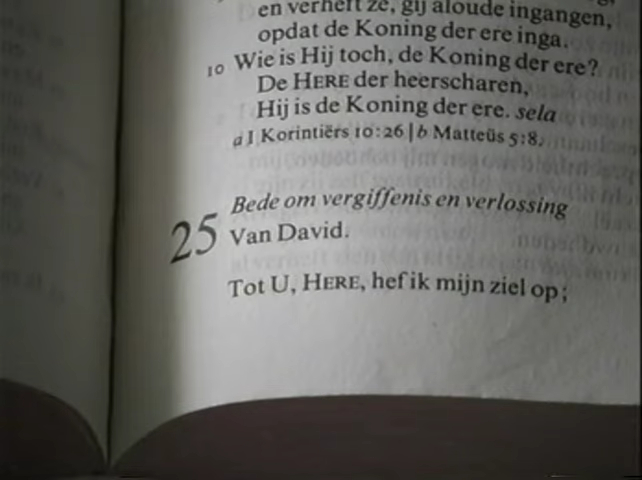 en verheft ze, gij aloude ingangen,
opdat de Koning der ere inga.
10 Wie is Hij toch, de Koning der ere?
De HERE der heerscharen,
Hij is de Koning der ere. sela
a I Korintiërs 10:26 | b Matteüs 5:8.
Bede om vergiffenis en verlossing
25 Van David.
Tot U, HERE, hef ik mijn ziel op;